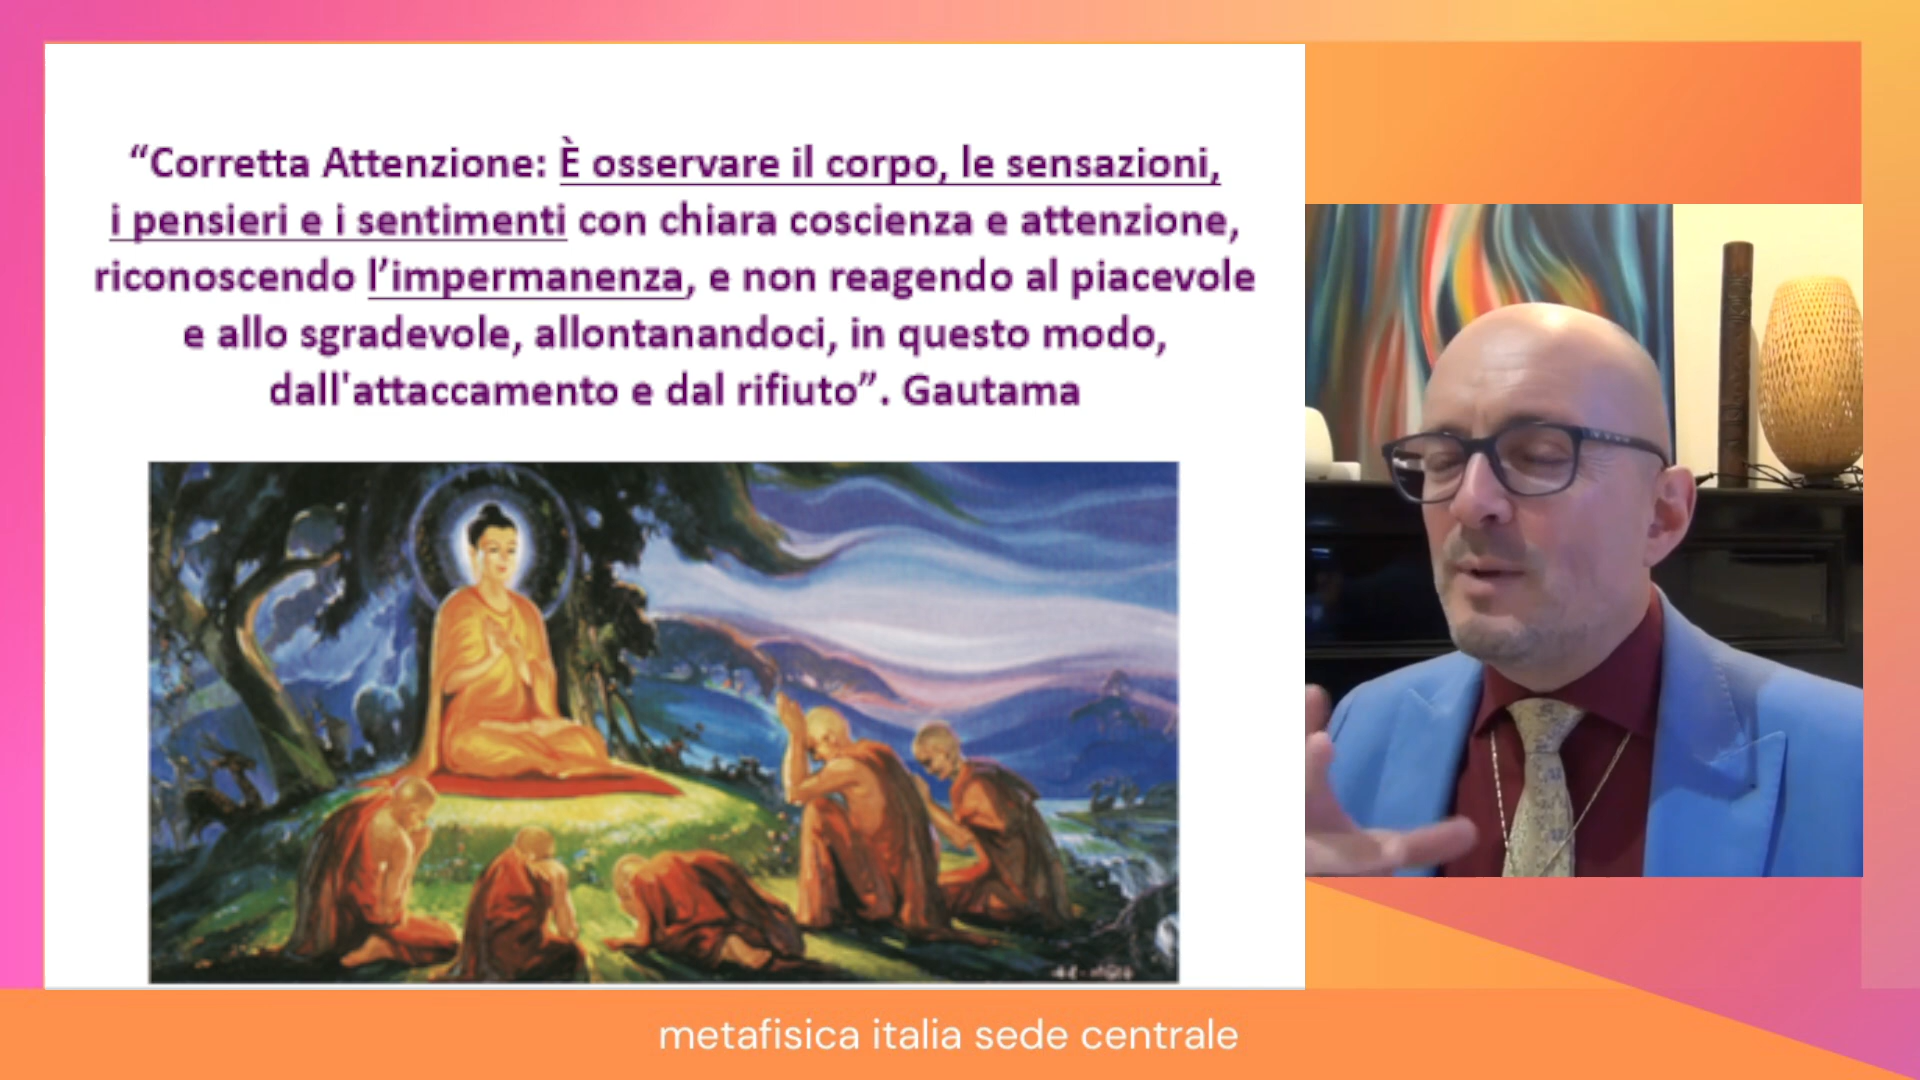 “Corretta Attenzione: È osservare il corpo, le sensazioni,
i pensieri e i sentimenti con chiara coscienza e attenzione,
riconoscendo l’impermanenza, e non reagendo al piacevole
e allo sgradevole, allontanandoci, in questo modo,
dall'attaccamento e dal rifiuto”. Gautama
metafisica italia sede centrale